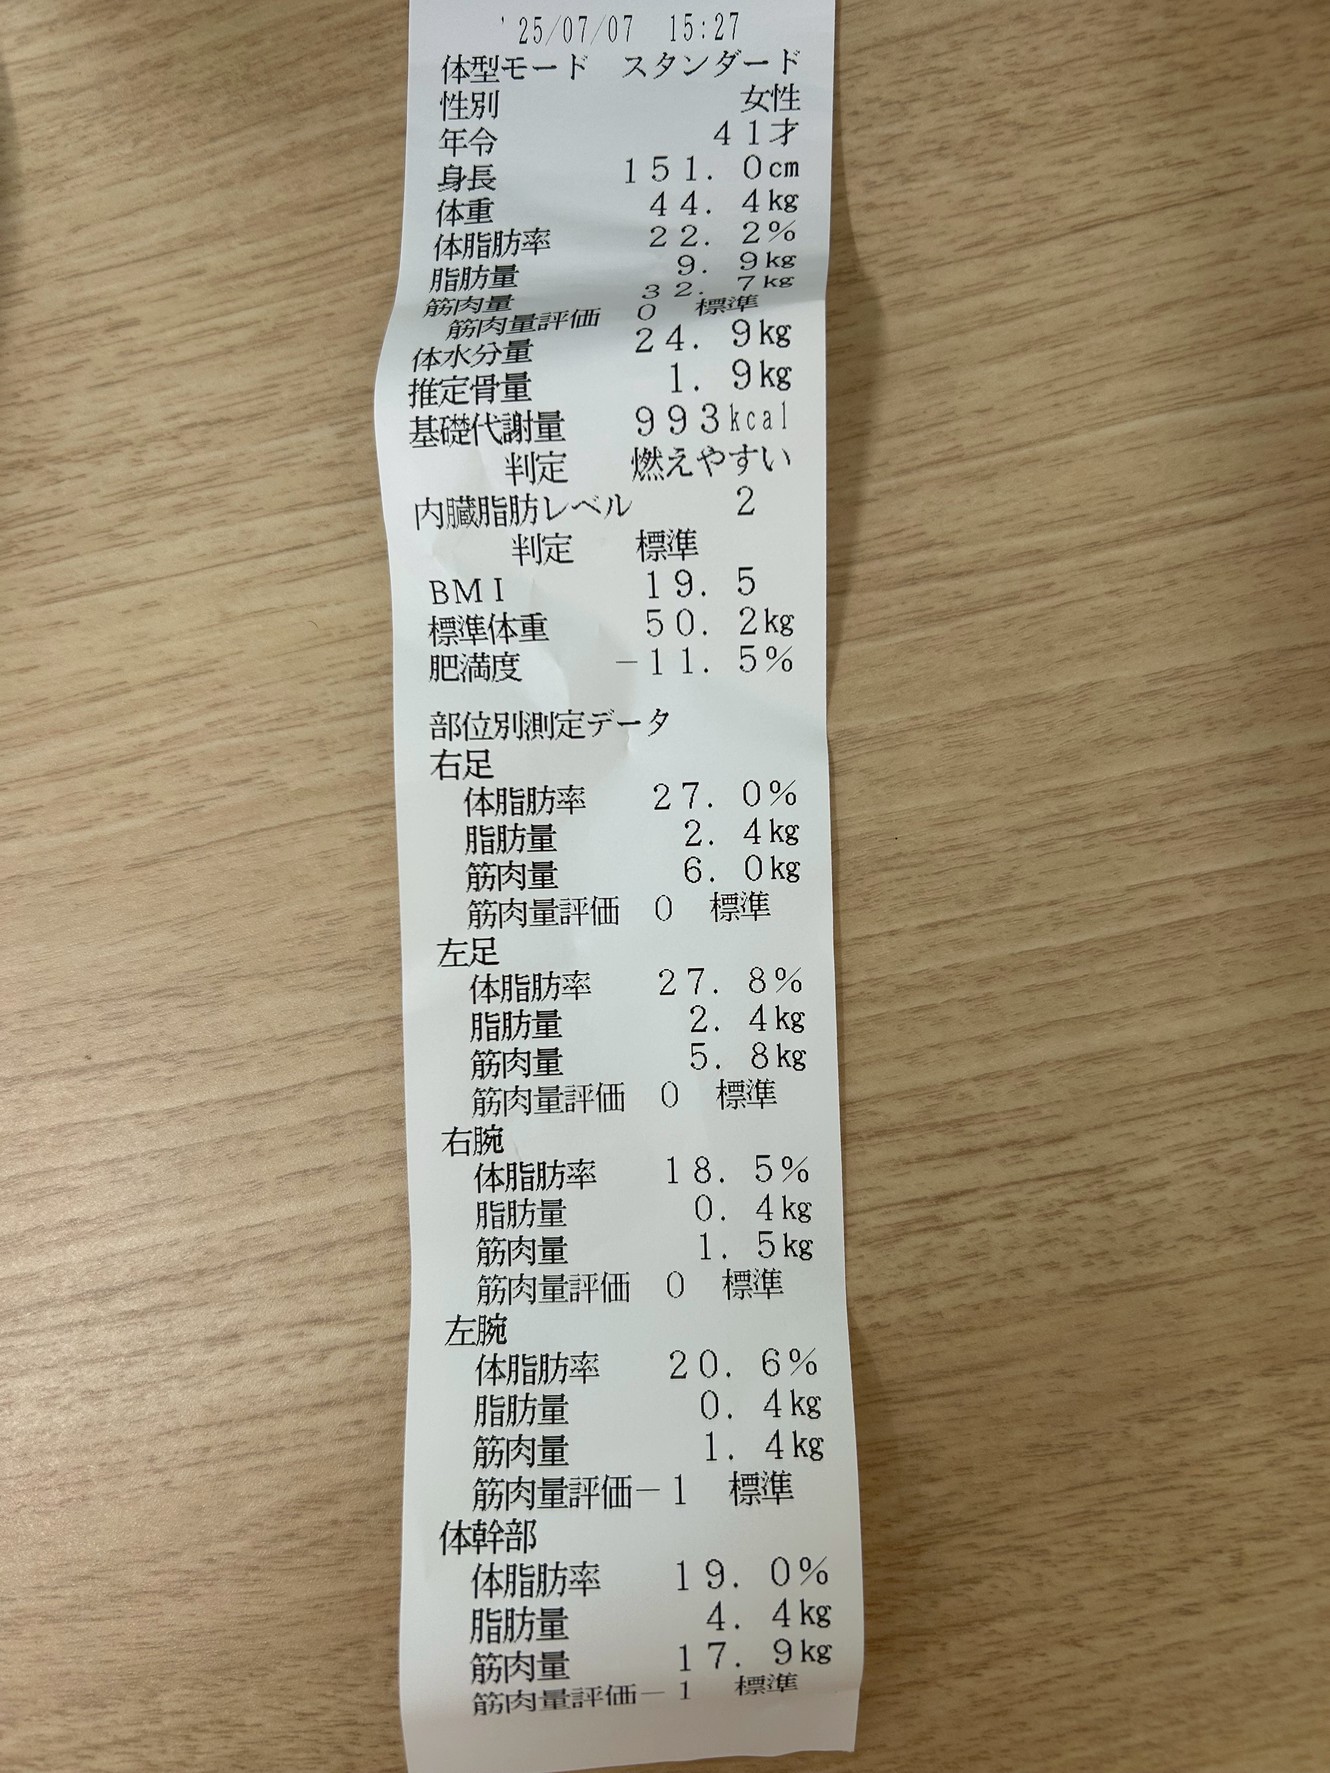 '25/07/07 15:27
体型モード スタンダード
性別 女性
年令 41才
身長 151.0cm
体重 44.4kg
体脂肪率 22.2%
脂肪量 9.9kg
筋肉量 32.7kg
筋肉量評価 0 標準
体水分量 24.9kg
推定骨量 1.9kg
基礎代謝量 993kcal
判定 燃えやすい
内臓脂肪レベル 2
判定 標準
BMI 19.5
標準体重 50.2kg
肥満度 -11.5%
部位別測定データ
右足
体脂肪率 27.0%
脂肪量 2.4kg
筋肉量 6.0kg
筋肉量評価 0 標準
左足
体脂肪率 27.8%
脂肪量 2.4kg
筋肉量 5.8kg
筋肉量評価 0 標準
右腕
体脂肪率 18.5%
脂肪量 0.4kg
筋肉量 1.5kg
筋肉量評価 0 標準
左腕
体脂肪率 20.6%
脂肪量 0.4kg
筋肉量 1.4kg
筋肉量評価-1 標準
体幹部
体脂肪率 19.0%
脂肪量 4.4kg
筋肉量 17.9kg
筋肉量評価-1 標準